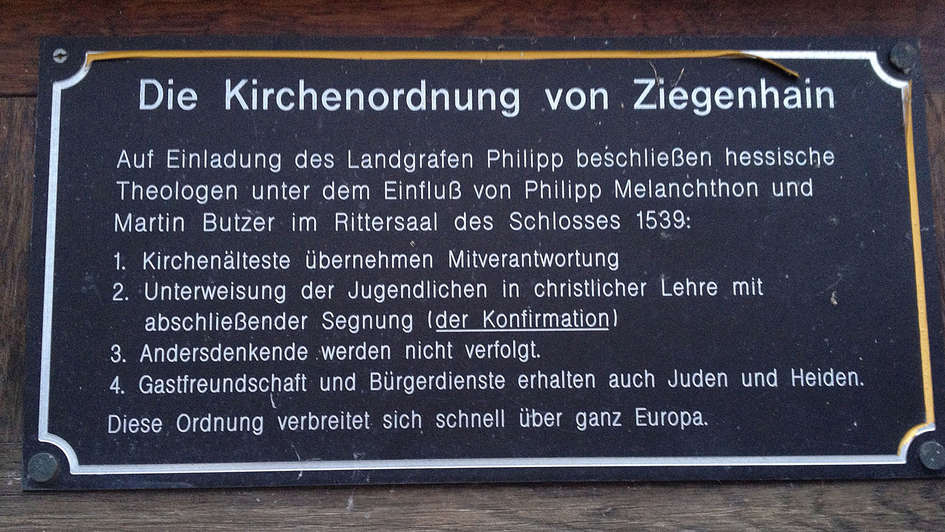 Die Kirchenordnung von Ziegenhain
Auf Einladung des Landgrafen Philipp beschließen hessische
Theologen unter dem Einfluß von Philipp Melanchthon und
Martin Butzer im Rittersaal des Schlosses 1539:
1. Kirchenälteste übernehmen Mitverantwortung
2. Unterweisung der Jugendlichen in christlicher Lehre mit
abschließender Segnung (der Konfirmation)
3. Andersdenkende werden nicht verfolgt.
4. Gastfreundschaft und Bürgerdienste erhalten auch Juden und Heiden.
Diese Ordnung verbreitet sich schnell über ganz Europa.